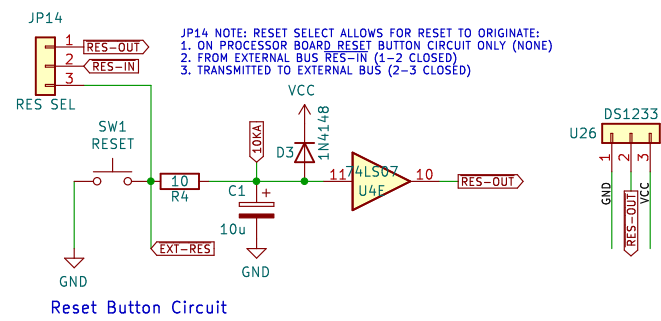 JP14
JP14 NOTE: RESET SELECT ALLOWS FOR RESET TO ORIGINATE:
1. ON PROCESSOR BOARD RESET BUTTON CIRCUIT ONLY (NONE)
2. FROM EXTERNAL BUS RES-IN (1-2 CLOSED)
3. TRANSMITTED TO EXTERNAL BUS (2-3 CLOSED)
1 RES-OUT
2 RES-IN
3
RES SEL
VCC
SW1
RESET
10KA
D3
1N4148
DS1233
U26
1 2 3
GND
RES-OUT
VCC
10
R4
C1
+
10u
11 74LS07 10
U4F
RES-OUT
EXT-RES
GND
GND
Reset Button Circuit